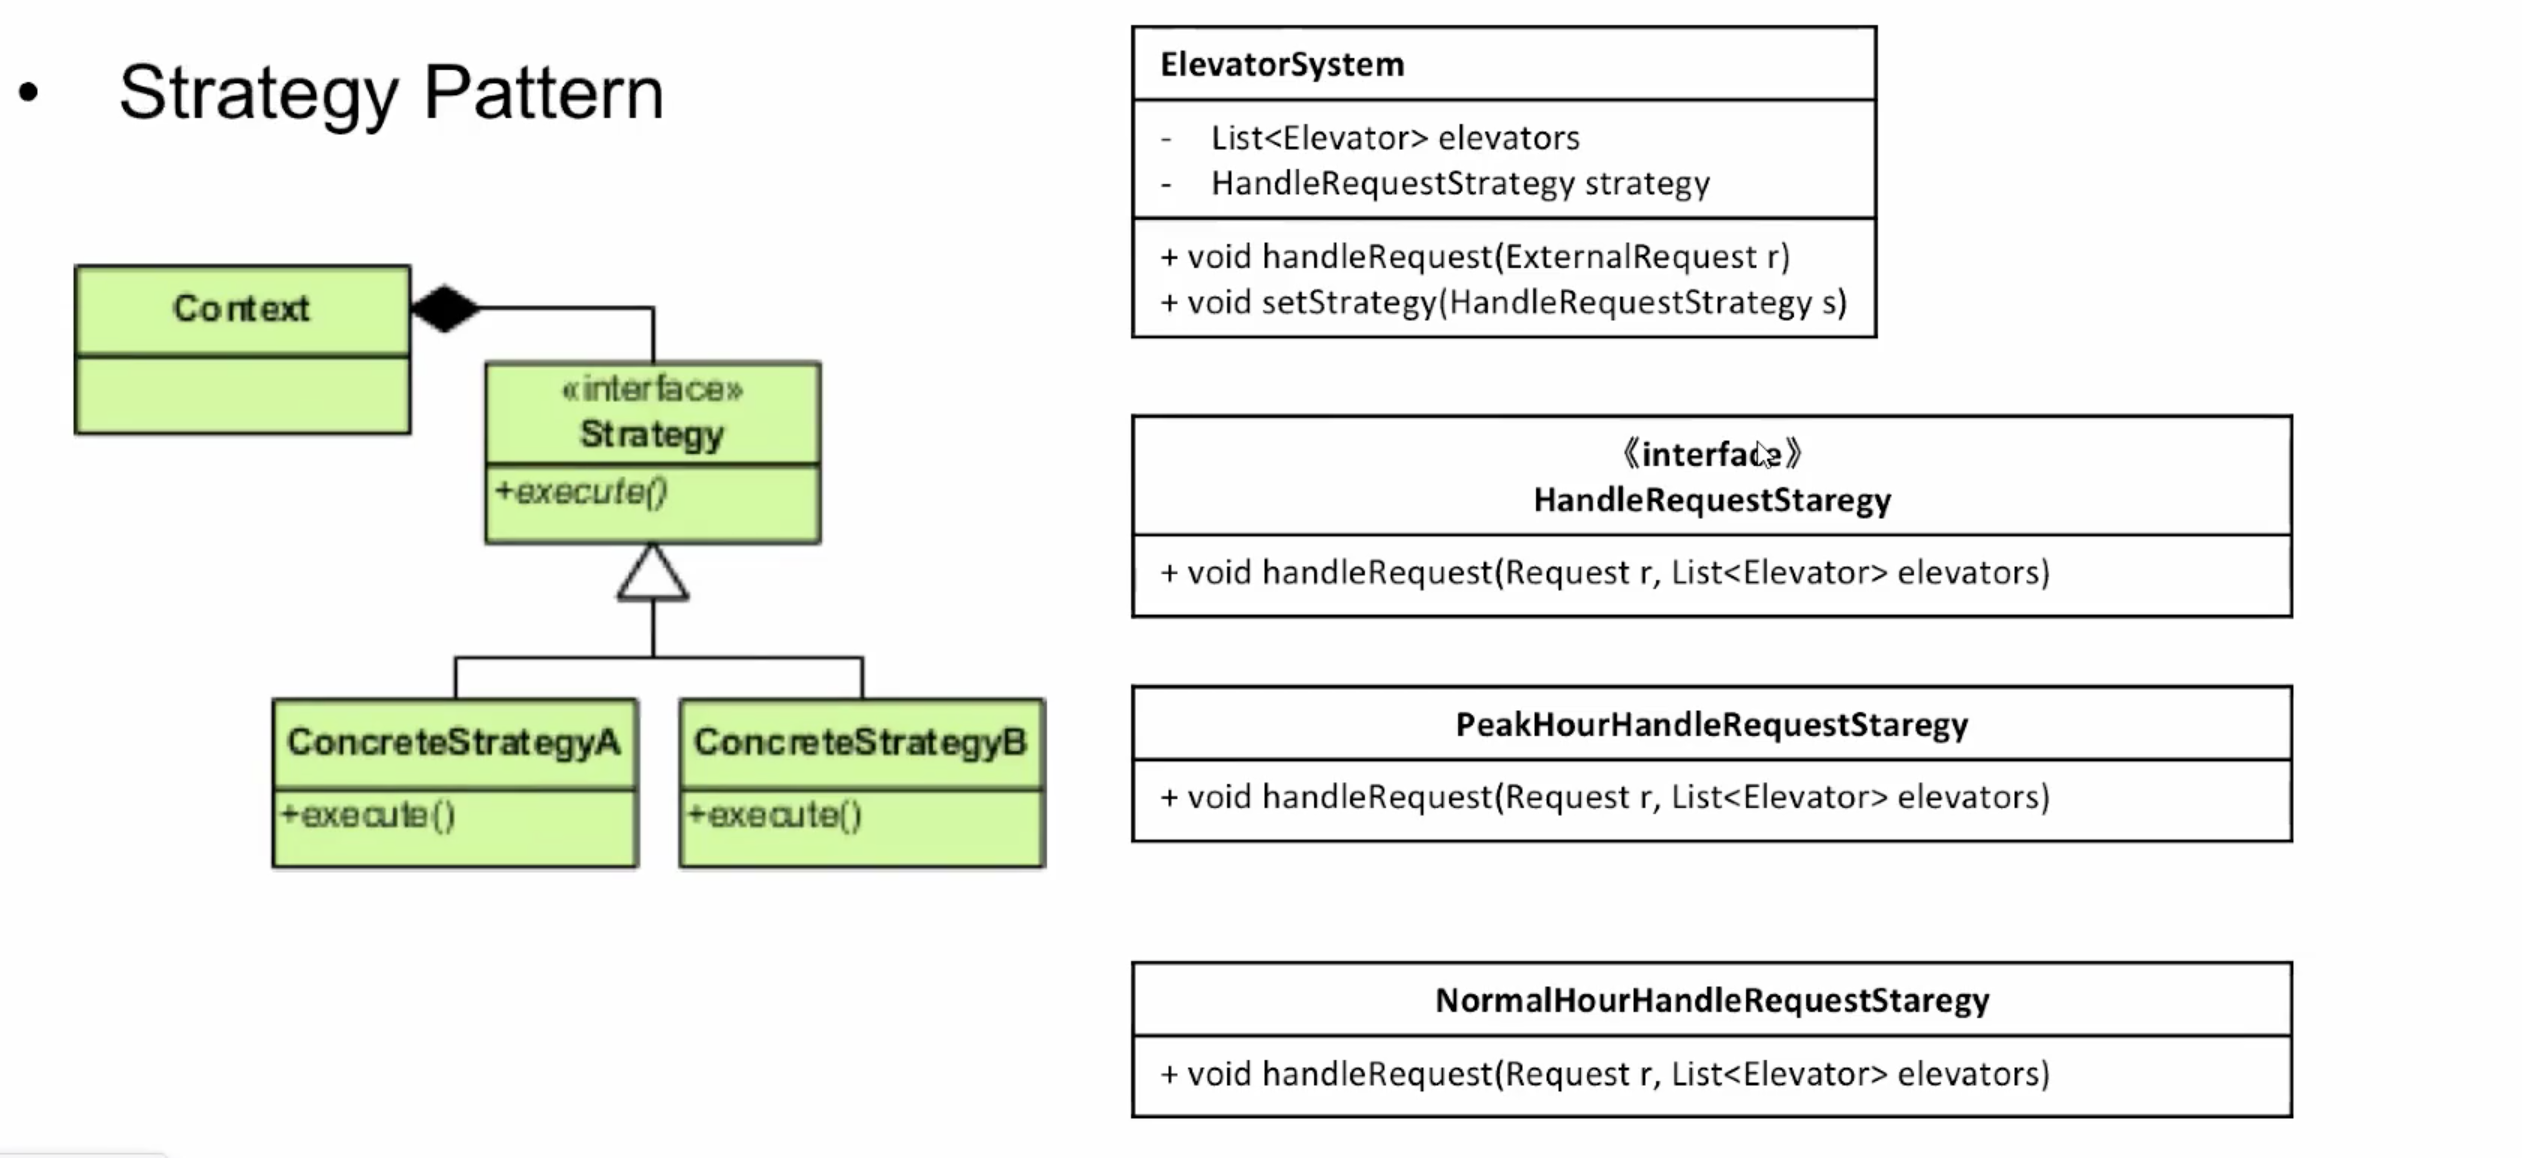 • Strategy Pattern
Context
«interface»
Strategy
+execute()
ConcreteStrategyA
+execute()
ConcreteStrategyB
+execute()
ElevatorSystem
- List<Elevator> elevators
- HandleRequestStrategy strategy
+ void handleRequest(ExternalRequest r)
+ void setStrategy(HandleRequestStrategy s)
《interface》
HandleRequestStaregy
+ void handleRequest(Request r, List<Elevator> elevators)
PeakHourHandleRequestStaregy
+ void handleRequest(Request r, List<Elevator> elevators)
NormalHourHandleRequestStaregy
+ void handleRequest(Request r, List<Elevator> elevators)